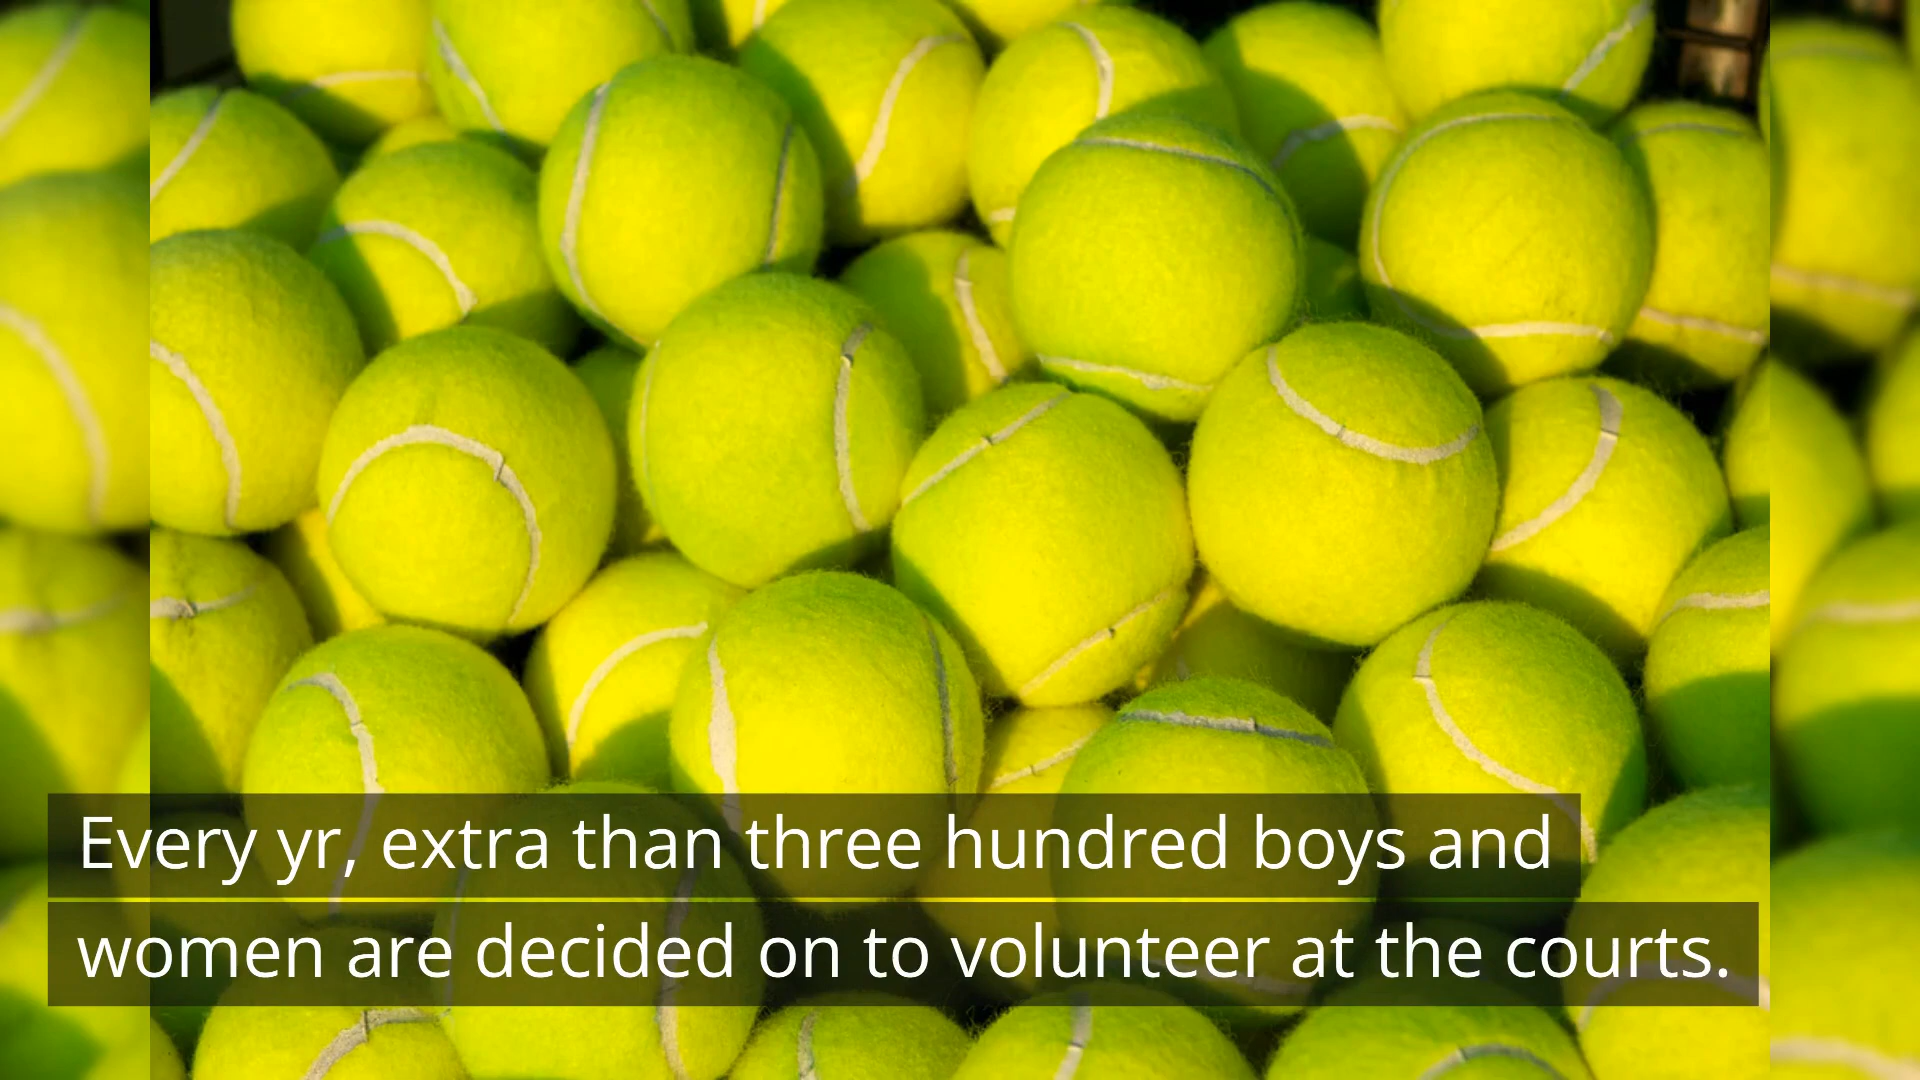 Every yr, extra than three hundred boys and
women are decided on to volunteer at the courts.